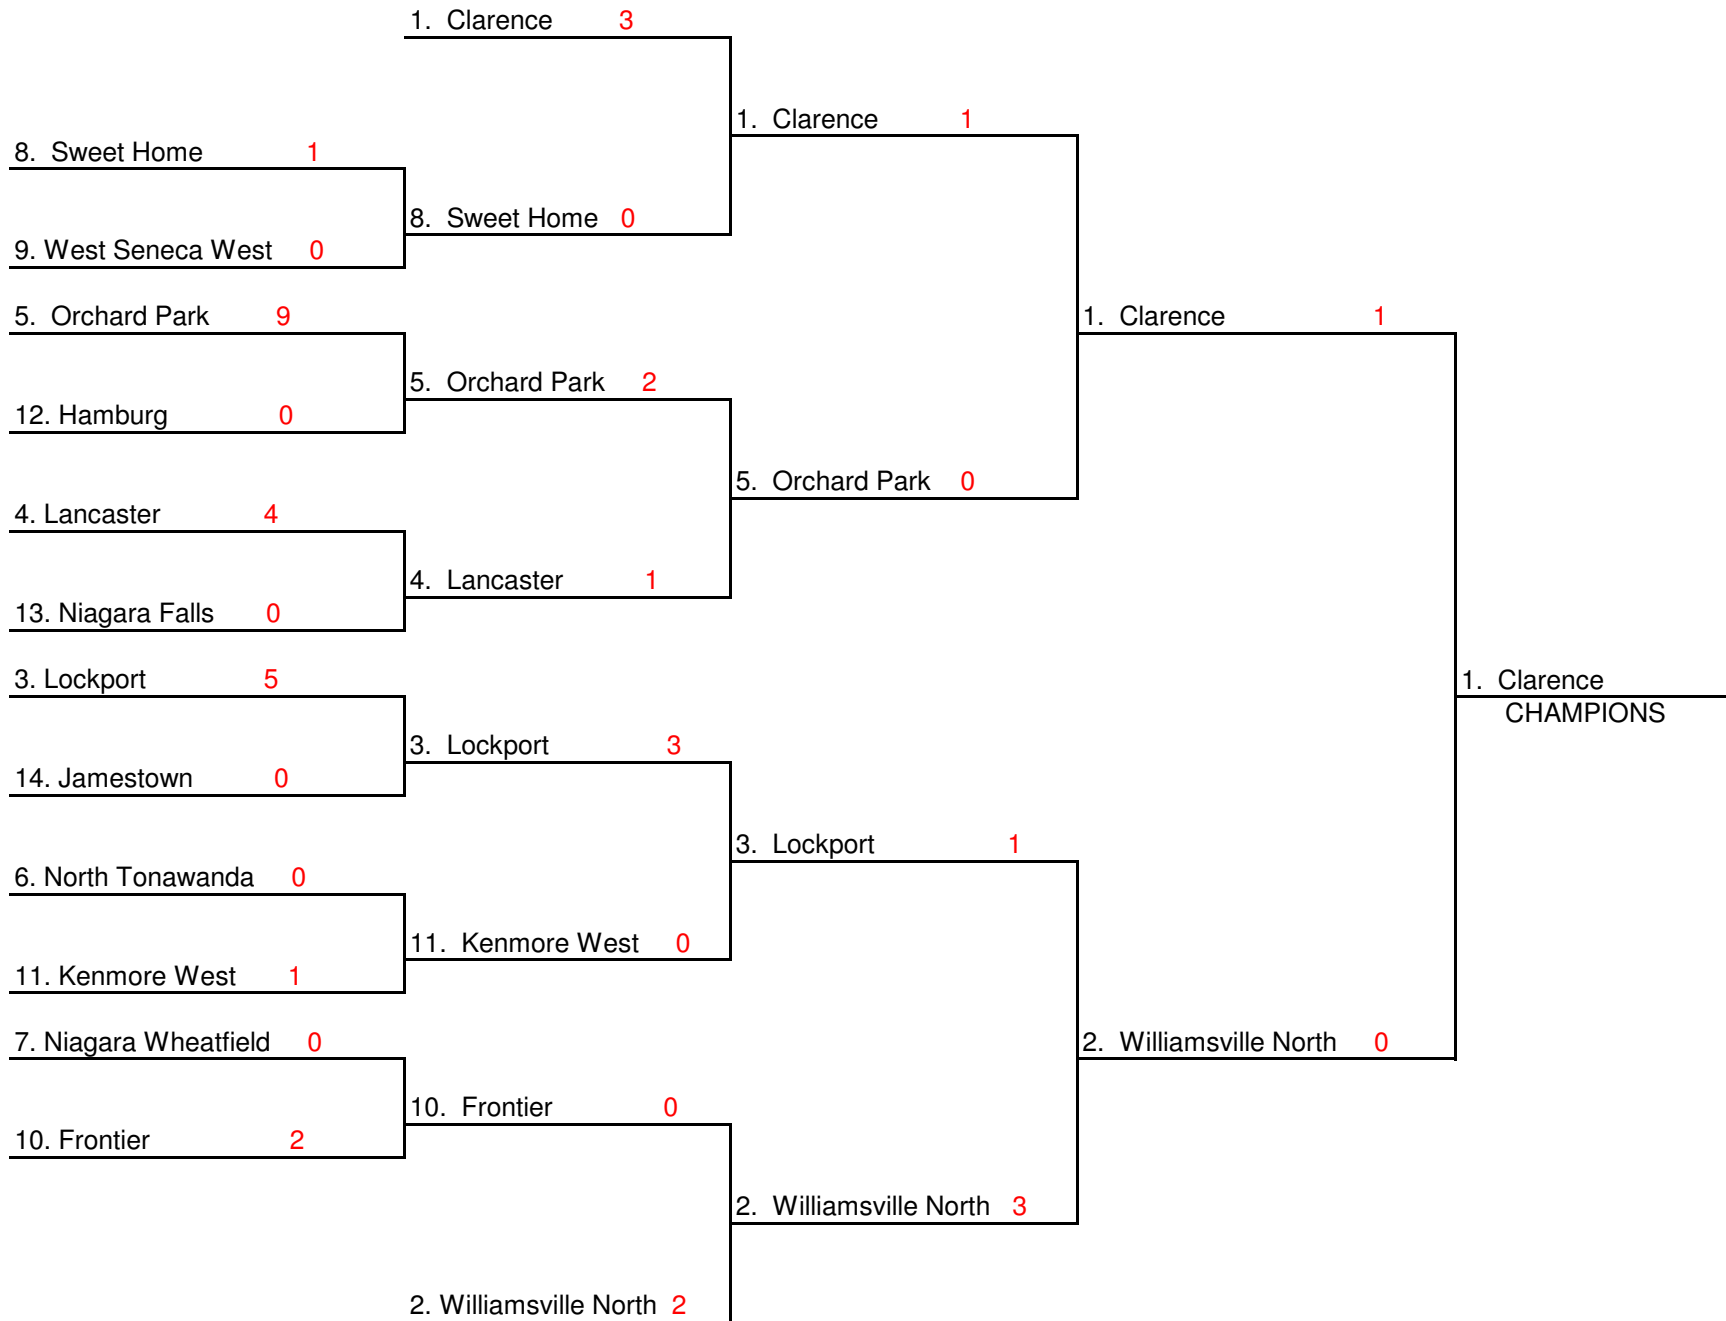 1. Clarence 3
1. Clarence 1
8. Sweet Home 1
8. Sweet Home 0
9. West Seneca West 0
5. Orchard Park 9
1. Clarence 1
5. Orchard Park 2
12. Hamburg 0
5. Orchard Park 0
4. Lancaster 4
4. Lancaster 1
13. Niagara Falls 0
3. Lockport 5
1. Clarence
CHAMPIONS
3. Lockport 3
14. Jamestown 0
3. Lockport 1
6. North Tonawanda 0
11. Kenmore West 0
11. Kenmore West 1
7. Niagara Wheatfield 0
2. Williamsville North 0
10. Frontier 0
10. Frontier 2
2. Williamsville North 3
2. Williamsville North 2